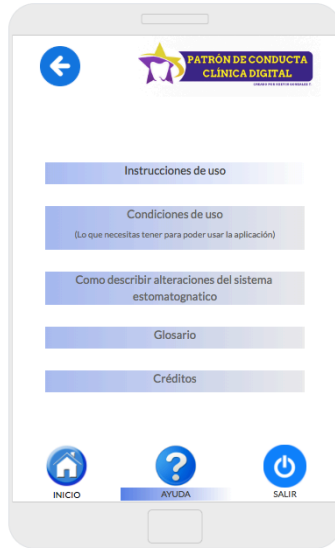 PATRÓN DE CONDUCTA
CLÍNICA DIGITAL
Instrucciones de uso
Condiciones de uso
(Lo que necesitas tener para poder usar la aplicación)
Como describir alteraciones del sistema
estomatognatico
Glosario
Créditos
INICIO
AYUDA
SALIR